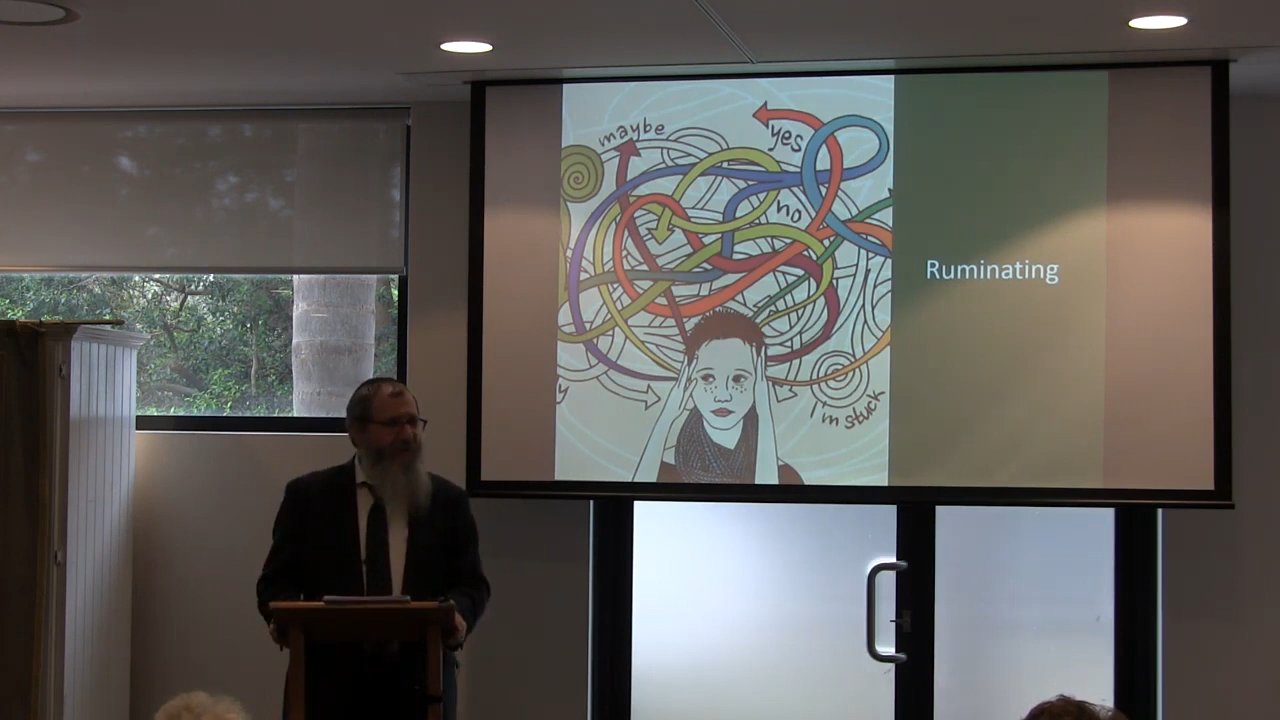 maybe
yes
no
I'm stuck
Ruminating